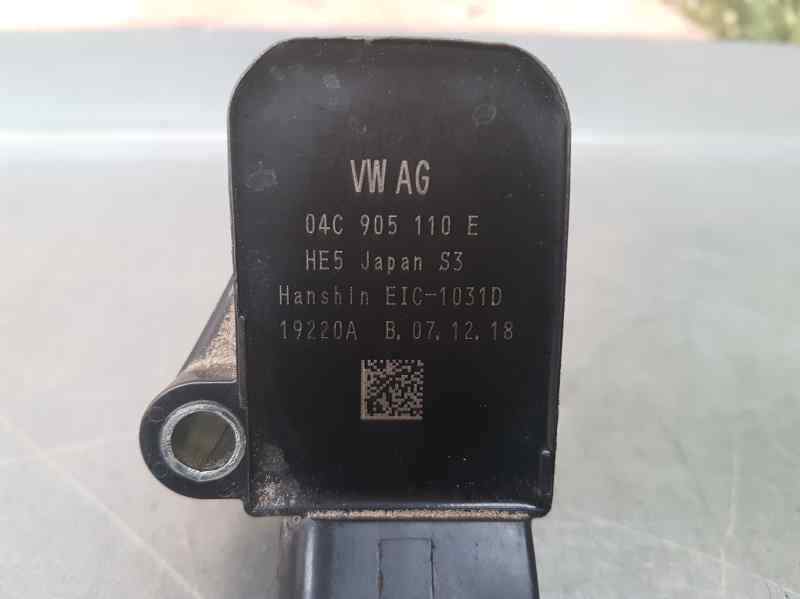 VW AG
04C 905 110 E
HE5 Japan S3
Hanshin EIC-1031D
19220A B. 07. 12. 18